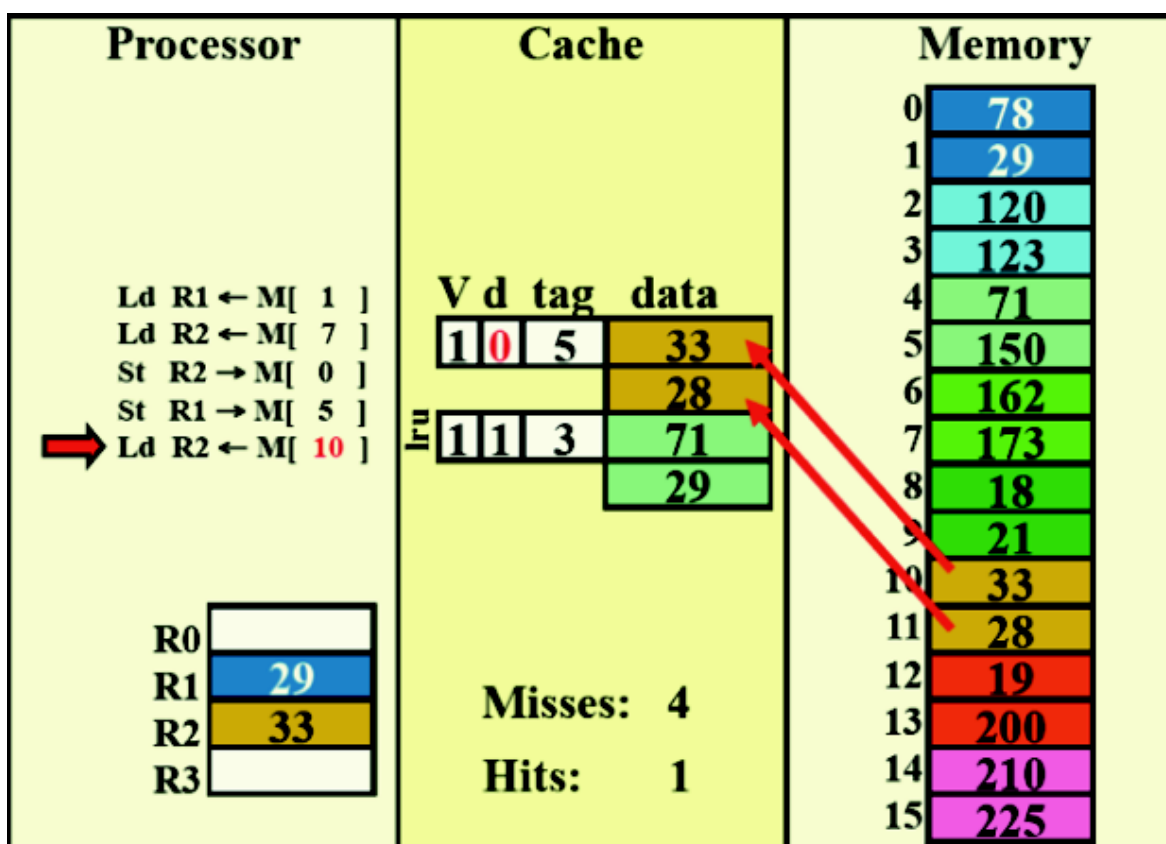 Processor
Ld R1 ← M[ 1 ]
Ld R2 ← M[ 7 ]
St R2 → M[ 0 ]
St R1 → M[ 5 ]
Ld R2 ← M[ 10 ]
R0
R1 29
R2 33
R3
Cache
V d tag data
1 0 5 33
28
lru 1 1 3 71
29
Misses: 4
Hits: 1
Memory
0 78
1 29
2 120
3 123
4 71
5 150
6 162
7 173
8 18
9 21
10 33
11 28
12 19
13 200
14 210
15 225